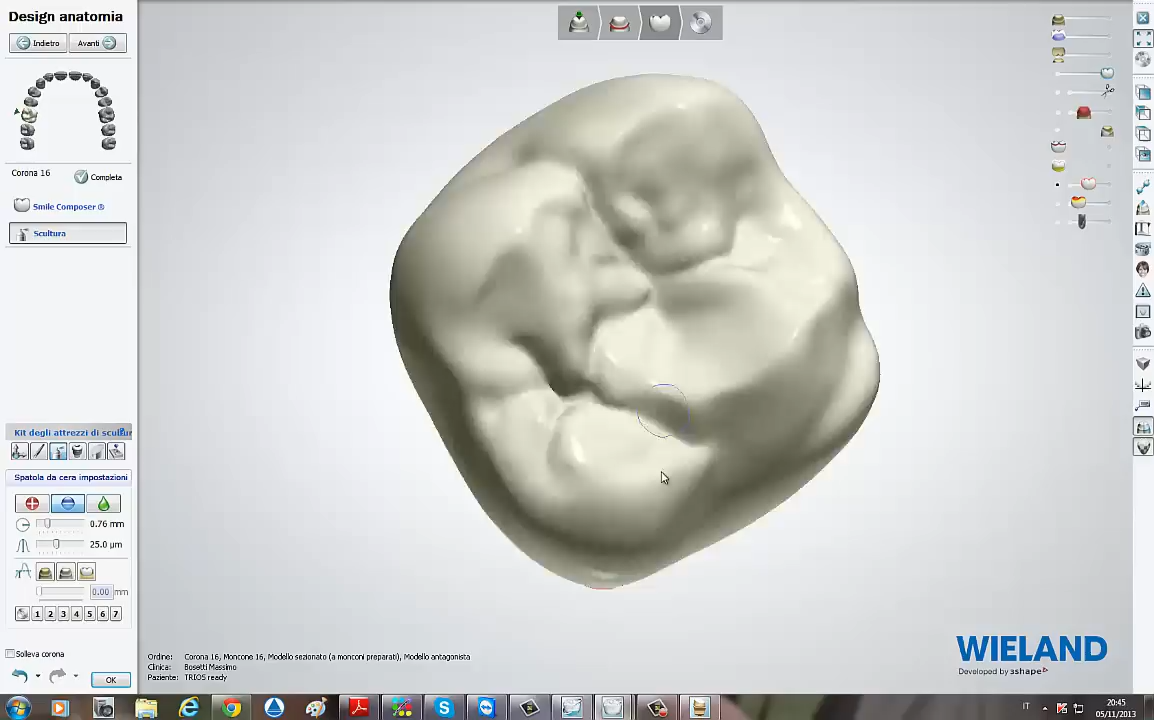 Design anatomia
Indietro
Avanti
Corona 16
Completa
Smile Composer ®
Scultura
Kit degli attrezzi di scultur
Spatola da cera impostazioni
0.76 mm
25.0 µm
0.00 mm
1 2 3 4 5 6 7
Solleva corona
OK
Ordine: Corona 16, Moncone 16, Modello sezionato (a monconi preparati), Modello antagonista
Clinica: Bosetti Massimo
Paziente: TRIOS ready
WIELAND
Developed by 3shape
IT
20:45
05/11/2013